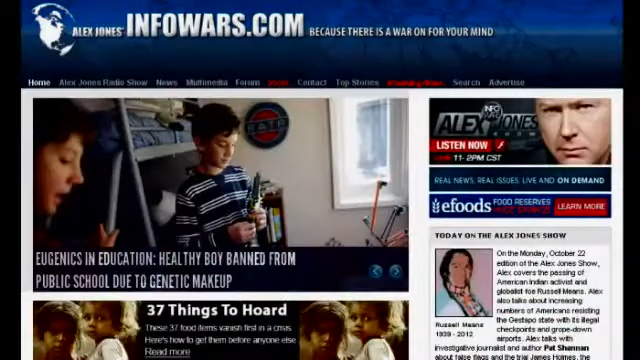 ALEX JONES' INFOWARS.COM BECAUSE THERE IS A WAR ON FOR YOUR MIND
Home Alex Jones Radio Show News Multimedia Forum Contact Top Stories Search Advertise
RATP
EUGENICS IN EDUCATION: HEALTHY BOY BANNED FROM
PUBLIC SCHOOL DUE TO GENETIC MAKEUP
37 Things To Hoard
These 37 food items vanish first in a crisis
Here's how to get them before anyone else
Read more
INFO
ALEX JONES
LISTEN NOW
11- 2PM CST
REAL NEWS, REAL ISSUES, LIVE AND ON DEMAND
efoods FOOD RESERVES
LEARN MORE
TODAY ON THE ALEX JONES SHOW
On the Monday, October 22
edition of the Alex Jones Show,
Alex covers the passing of
American Indian activist and
globalist foe Russell Means. Alex
also talks about increasing
numbers of Americans resisting
the Gestapo state with its illegal
checkpoints and grope-down
airports. Alex talks with
investigative journalist and author Pat Shannan
about false flags and the trial James Holmes, the
Russell Means
1939 - 2012